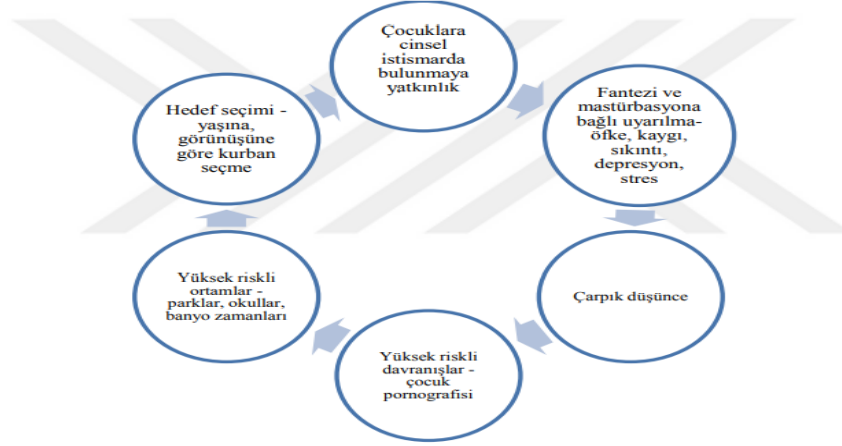 Çocuklara
cinsel
istismarda
bulunmaya
yatkınlık
Fantezi ve
mastürbasyona
bağlı uyarılma-
öfke, kaygı,
sıkıntı,
depresyon,
stres
Çarpık düşünce
Yüksek riskli
davranışlar -
çocuk
pornografisi
Yüksek riskli
ortamlar -
parklar, okullar,
banyo zamanları
Hedef seçimi -
yaşına,
görünüşüne
göre kurban
seçme